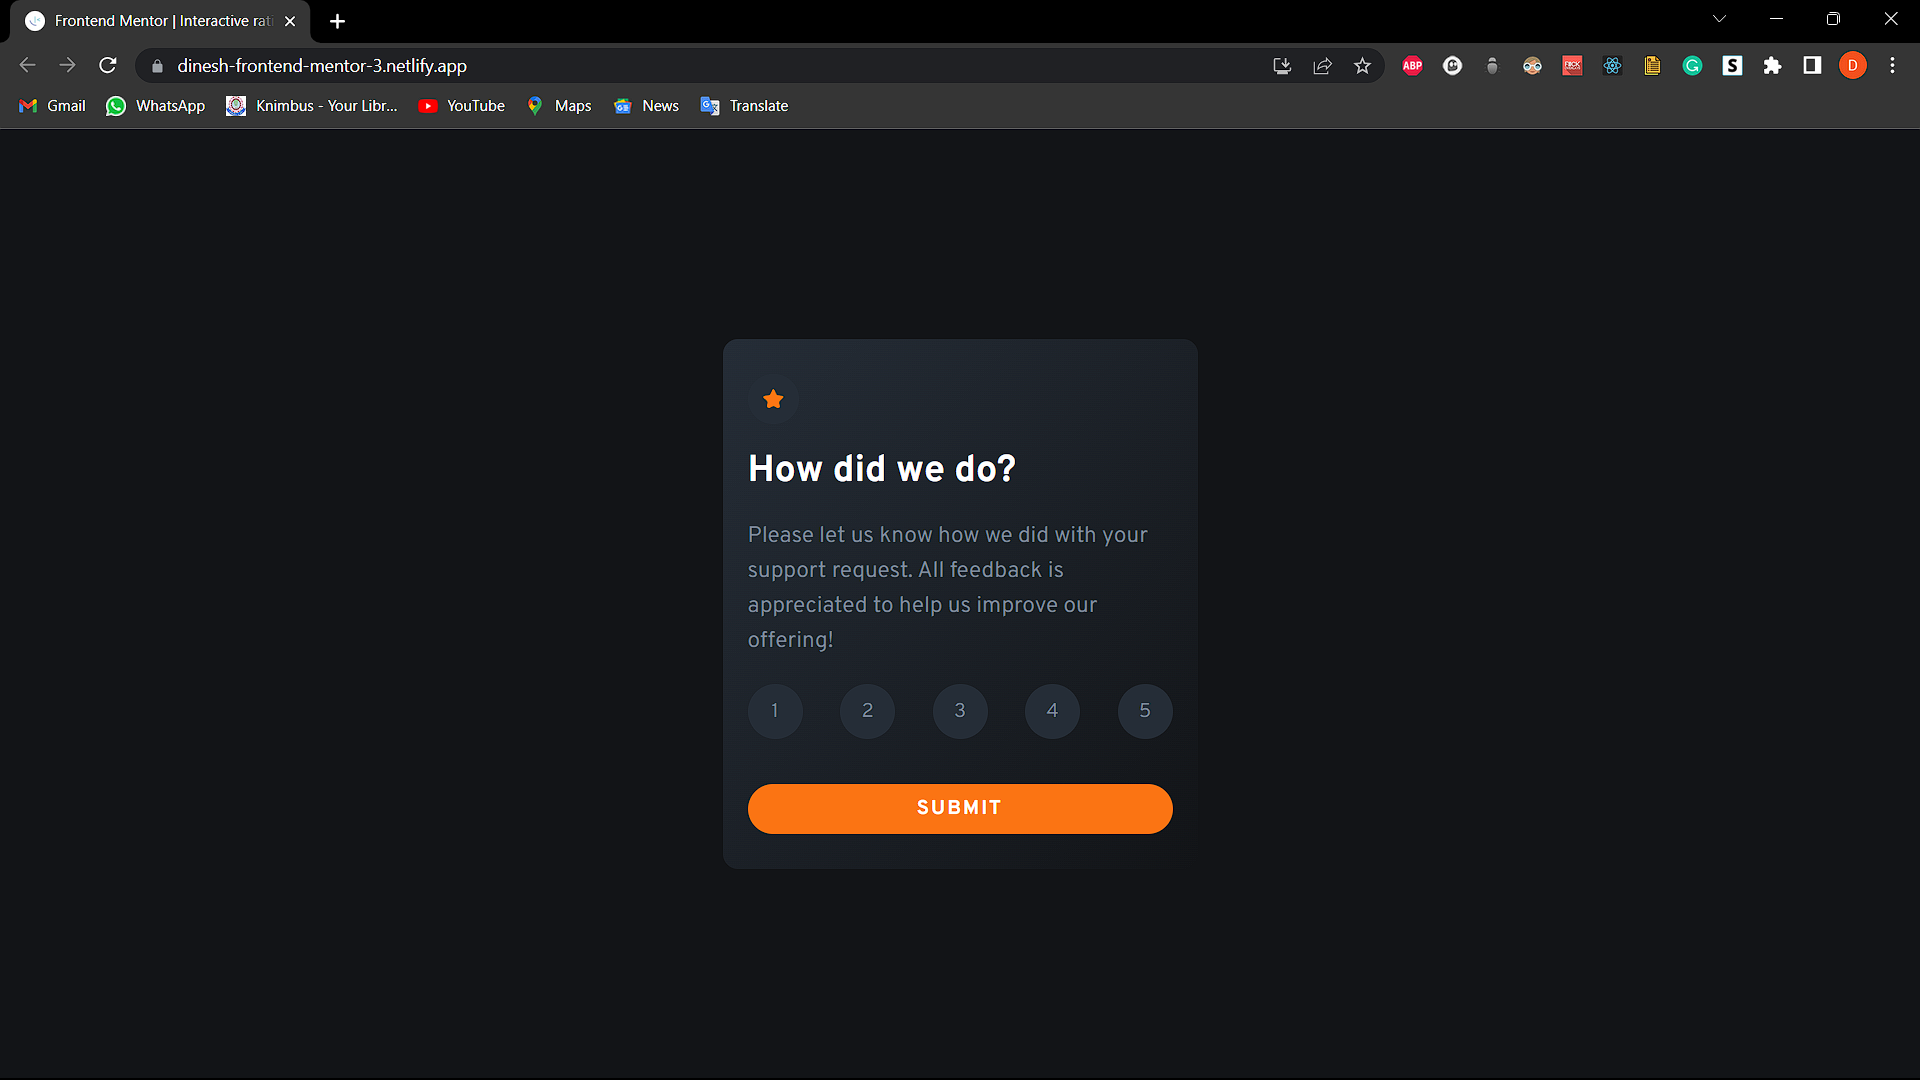 Frontend Mentor | Interactive rati
dinesh-frontend-mentor-3.netlify.app
ABP
S
D
Gmail
WhatsApp
Knimbus - Your Libr...
YouTube
Maps
News
Translate
How did we do?
Please let us know how we did with your
support request. All feedback is
appreciated to help us improve our
offering!
1 2 3 4 5
SUBMIT